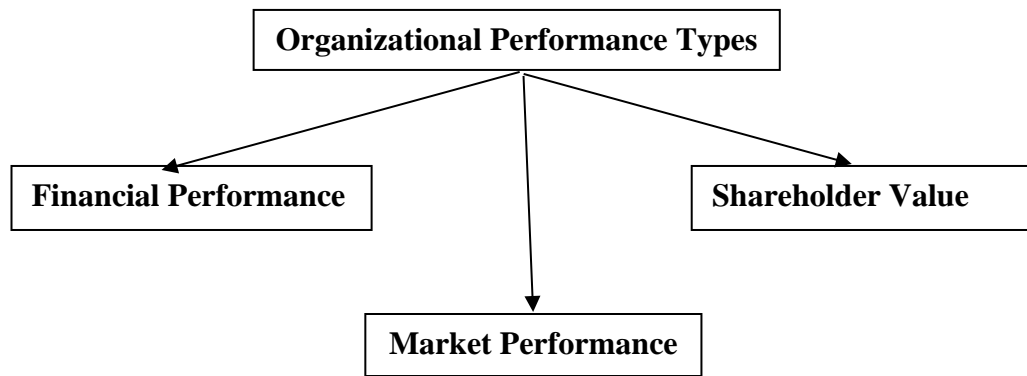 Organizational Performance Types
Financial Performance
Shareholder Value
Market Performance